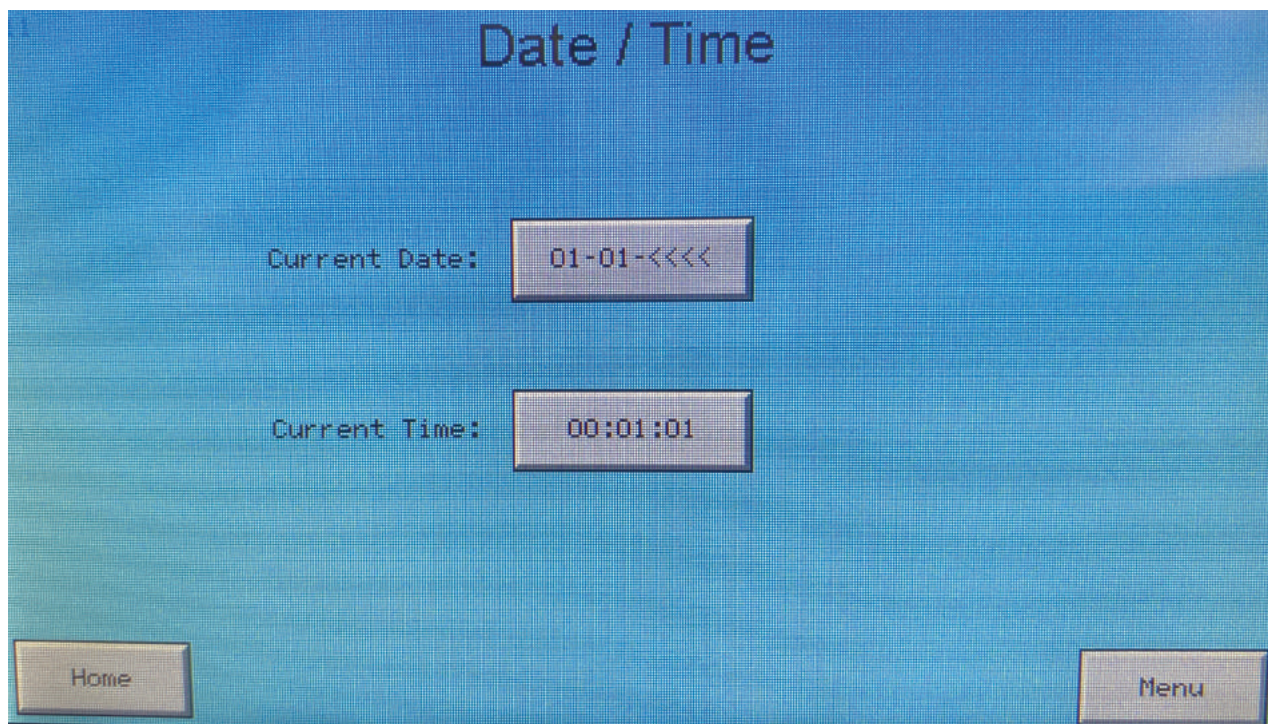 Date / Time
Current Date: 01-01-<<<<
Current Time: 00:01:01
Home
Menu